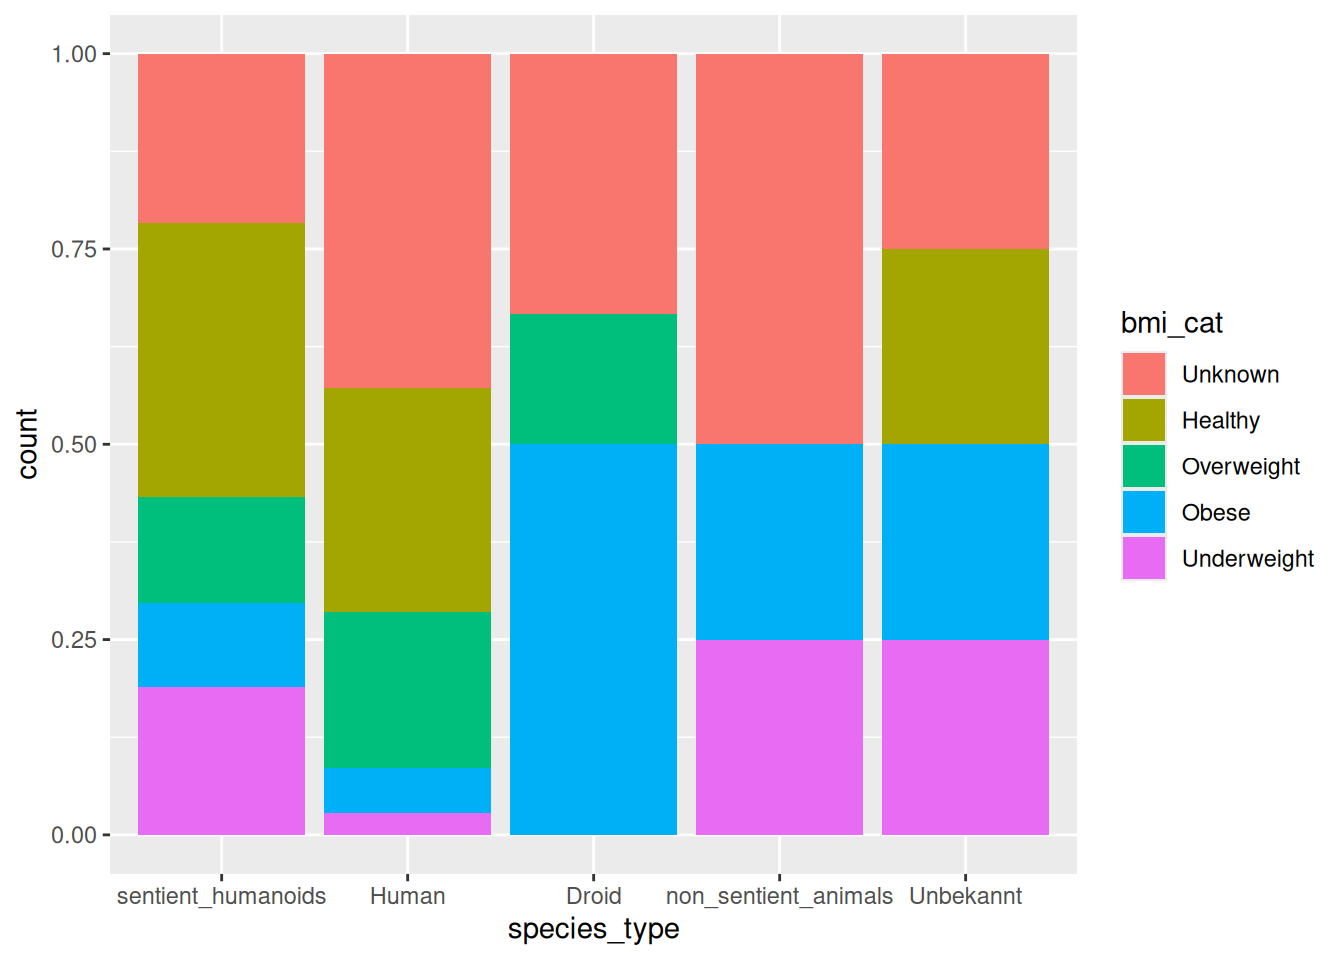 1.00
0.75
0.50
0.25
0.00
count
sentient_humanoids Human Droid non_sentient_animals Unbekannt
species_type
bmi_cat
Unknown
Healthy
Overweight
Obese
Underweight